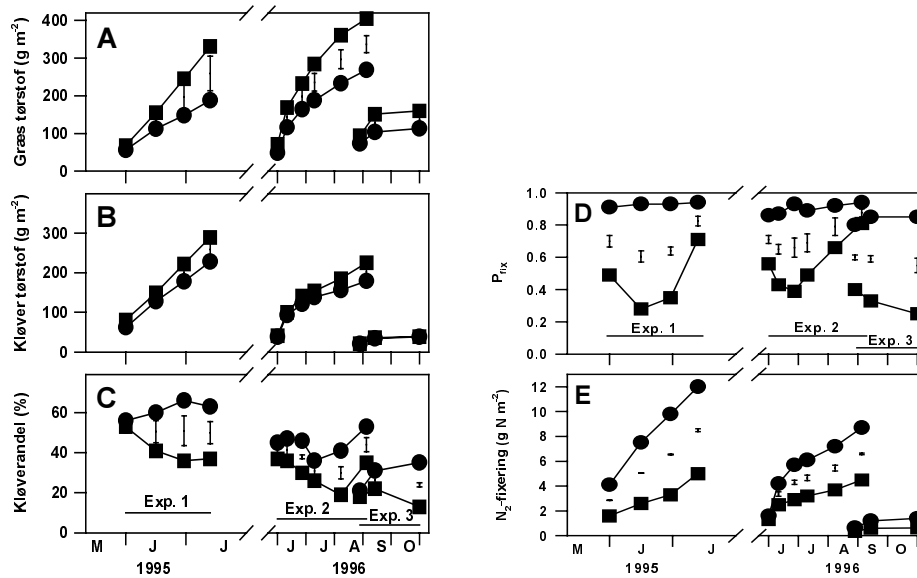 A
Græs tørstof (g m-2)
400
300
200
100
0
B
Kløver tørstof (g m-2)
300
200
100
0
C
Kløverandel (%)
60
40
20
0
Exp. 1
Exp. 2
Exp. 3
M J J J J A S O
1995 1996
D
Pfix
1.0
0.8
0.6
0.4
0.2
0.0
Exp. 1
Exp. 2
Exp. 3
E
N2-fixering (g N m-2)
12
10
8
6
4
2
0
M J J J J A S O
1995 1996